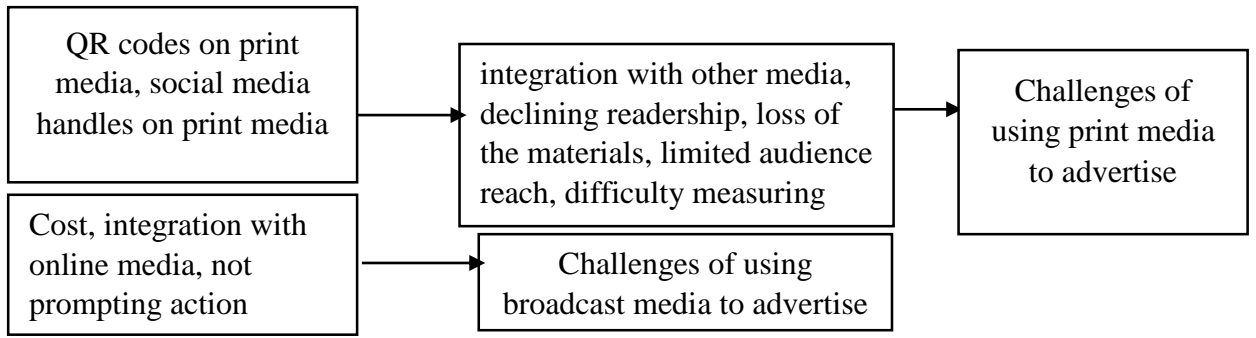 QR codes on print
media, social media
handles on print media
integration with other media,
declining readership, loss of
the materials, limited audience
reach, difficulty measuring
Challenges of
using print media
to advertise
Cost, integration with
online media, not
prompting action
Challenges of using
broadcast media to advertise